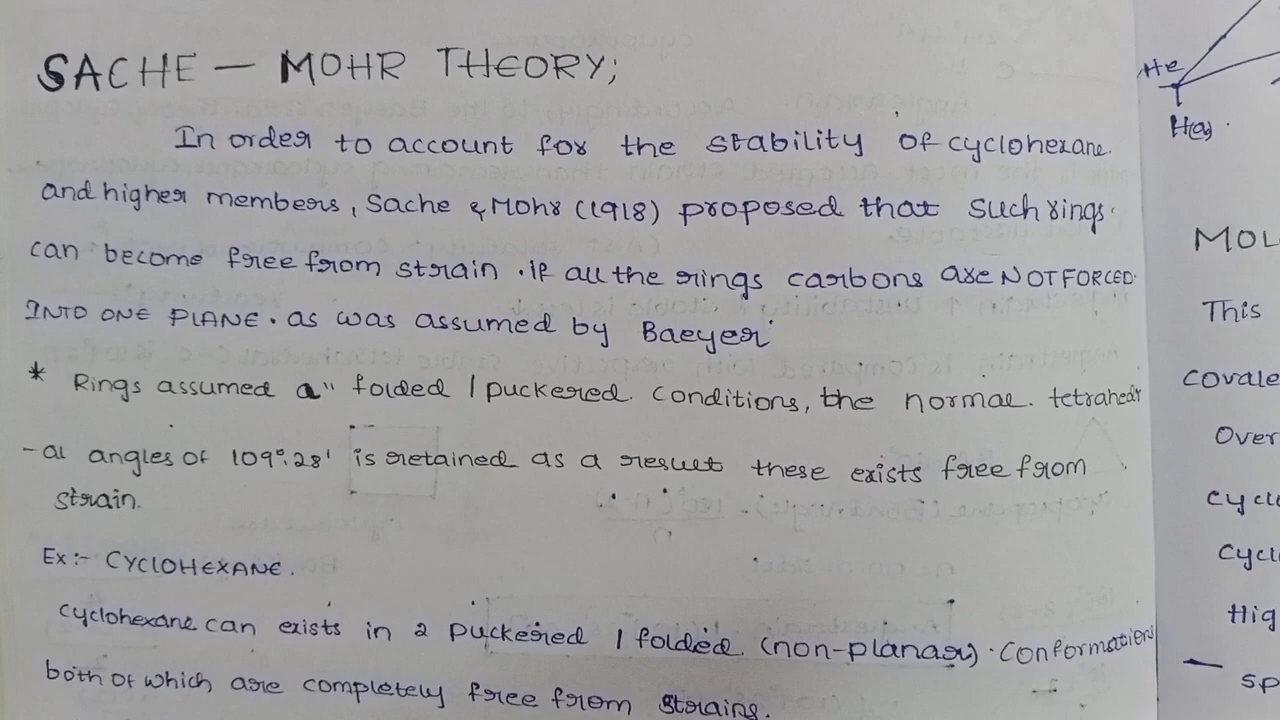 SACHE – MOHR THEORY;
In order to account for the stability of cyclohexane.
and higher members, Sache & Mohr (1918) proposed that such rings.
can become free from strain . if all the rings carbons are NOT FORCED
INTO ONE PLANE. as was assumed by Baeyer
* Rings assumed a" folded / puckered. conditions, the normal. tetrahedr
- al angles of 109°.28' is retained as a result these exists free from
strain.
Ex:- CYCLOHEXANE.
cyclohexane can exists in 2 puckered / folded. (non-planar). conformation
both of which are completely free from strains.
He
H(a).
MOL
This
covale
Over
cycl
cycl
Hig
sp